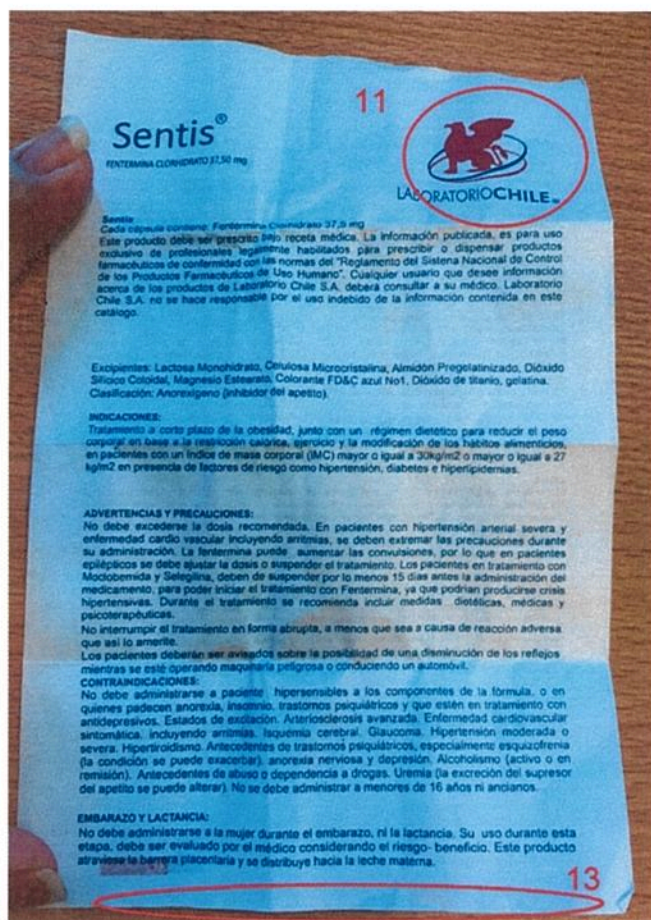 11
Sentis®
FENTERMINA CLORHIDRATO 37,50 mg
LABORATORIOCHILE
Sentis
Cada cápsula contiene: Fentermina Clorhidrato 37,5 mg
Este producto debe ser prescrito bajo receta médica. La información publicada, es para uso
exclusivo de profesionales legalmente habilitados para prescribir o dispensar productos
farmacéuticos de conformidad con las normas del "Reglamento del Sistema Nacional de Control
de los Productos Farmacéuticos de Uso Humano". Cualquier usuario que desee información
acerca de los productos de Laboratorio Chile S.A. deberá consultar a su médico. Laboratorio
Chile S.A. no se hace responsable por el uso indebido de la información contenida en este
catálogo.
Excipientes: Lactosa Monohidrato, Celulosa Microcristalina, Almidón Pregelatinizado, Dióxido
Silícico Coloidal, Magnesio Estearato, Colorante FD&C azul No1, Dióxido de titanio, gelatina.
Clasificación: Anorexígeno (inhibidor del apesto).
INDICACIONES:
Tratamiento a corto plazo de la obesidad, junto con un régimen dietético para reducir el peso
corporal en base a la restricción calórica, ejercicio y la modificación de los hábitos alimenticios,
en pacientes con un índice de masa corporal (IMC) mayor o igual a 30kg/m2 o mayor o igual a 27
kg/m2 en presencia de factores de riesgo como hipertensión, diabetes e hiperlipidemias.
ADVERTENCIAS Y PRECAUCIONES:
No debe excederse la dosis recomendada. En pacientes con hipertensión arterial severa y
enfermedad cardio vascular incluyendo arritmias, se deben extremar las precauciones durante
su administración. La fentermina puede aumentar las convulsiones, por lo que en pacientes
epilépticos se debe ajustar la dosis o suspender el tratamiento. Los pacientes en tratamiento con
Moclobemida y Selegilina, deben de suspender por lo menos 15 días antes la administración del
medicamento, para poder iniciar el tratamiento con Fentermina, ya que podrían producirse crisis
hipertensivas. Durante el tratamiento se recomienda incluir medidas dietéticas, médicas y
psicoterapéuticas.
No interrumpir el tratamiento en forma abrupta, a menos que sea a causa de reacción adversa
que así lo amerite.
Los pacientes deberán ser avisados sobre la posibilidad de una disminución de los reflejos
mientras se esté operando maquinaria peligrosa o conduciendo un automóvil.
CONTRAINDICACIONES:
No debe administrarse a paciente hipersensibles a los componentes de la fórmula, o en
quienes padecen anorexia, insomnio, trastornos psiquiátricos y que estén en tratamiento con
antidepresivos. Estados de exitación. Arteriosclerosis avanzada. Enfermedad cardiovascular
sintomática, incluyendo arritmias. Isquemia cerebral. Glaucoma. Hipertensión moderada o
severa. Hipertiroidismo. Antecedentes de trastornos psiquiátricos, especialmente esquizofrenia
(la condición se puede exacerbar), anorexia nerviosa y depresión. Alcoholismo (activo o en
remisión). Antecedentes de abuso o dependencia a drogas. Uremia (la excreción del supresor
del apetito se puede alterar). No se debe administrar a menores de 16 años ni ancianos.
EMBARAZO Y LACTANCIA:
No debe administrarse a la mujer durante el embarazo, ni la lactancia. Su uso durante esta
etapa, debe ser evaluado por el médico considerando el riesgo- beneficio. Este producto
atraviesa la barrera placentaria y se distribuye hacia la leche materna.
13